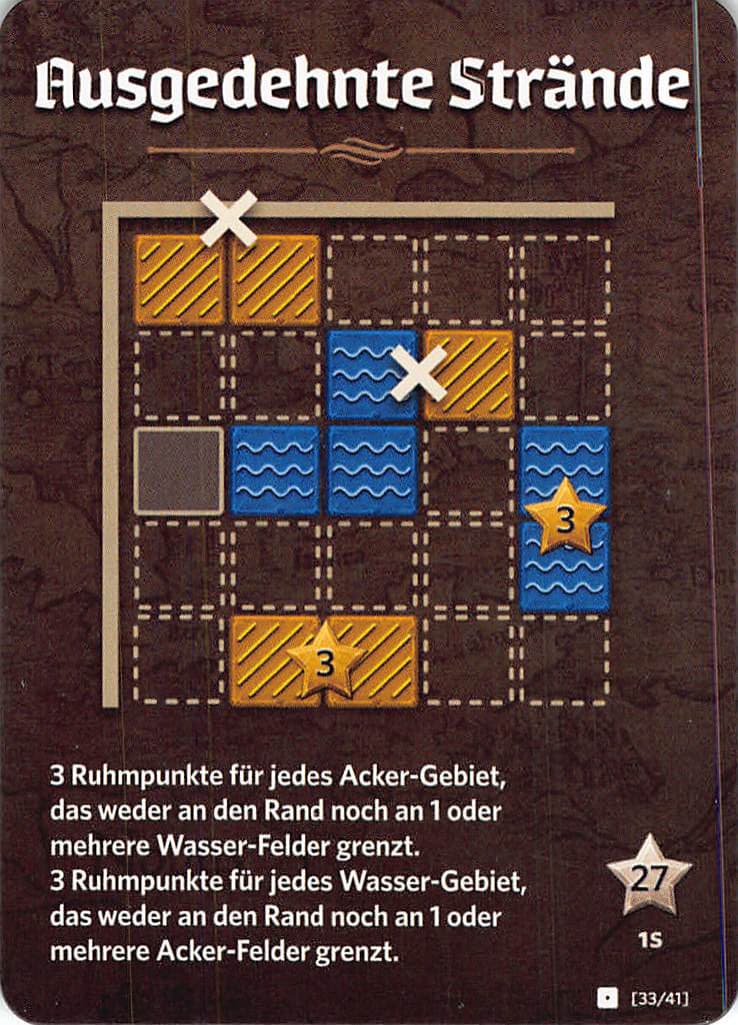 Ausgedehnte Strände
3
3
3 Ruhmpunkte für jedes Acker-Gebiet,
das weder an den Rand noch an 1 oder
mehrere Wasser-Felder grenzt.
3 Ruhmpunkte für jedes Wasser-Gebiet,
das weder an den Rand noch an 1 oder
mehrere Acker-Felder grenzt.
27
1S
[33/41]